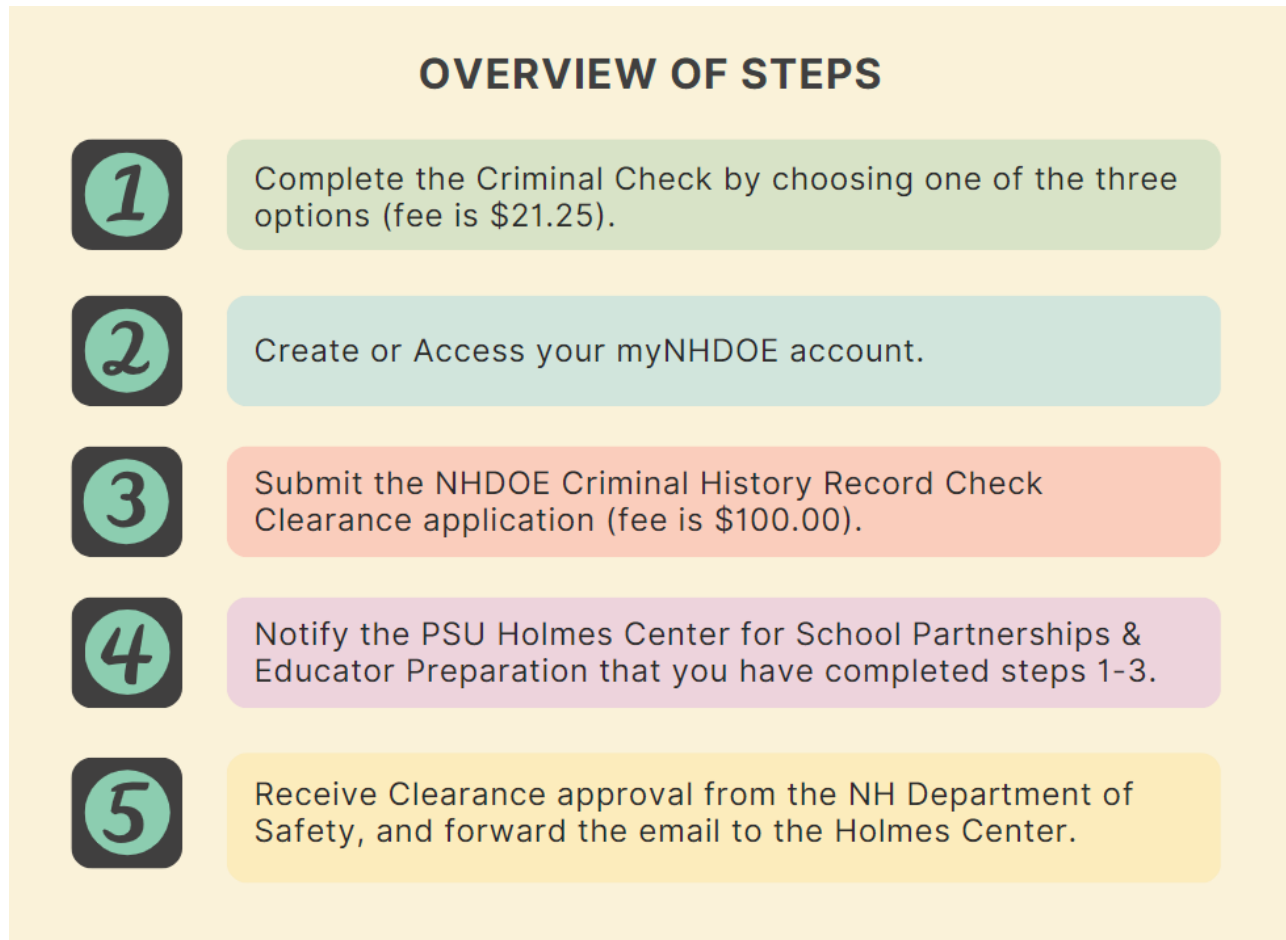 OVERVIEW OF STEPS
1
Complete the Criminal Check by choosing one of the three
options (fee is $21.25).
2
Create or Access your myNHDOE account.
3
Submit the NHDOE Criminal History Record Check
Clearance application (fee is $100.00).
4
Notify the PSU Holmes Center for School Partnerships &
Educator Preparation that you have completed steps 1-3.
5
Receive Clearance approval from the NH Department of
Safety, and forward the email to the Holmes Center.